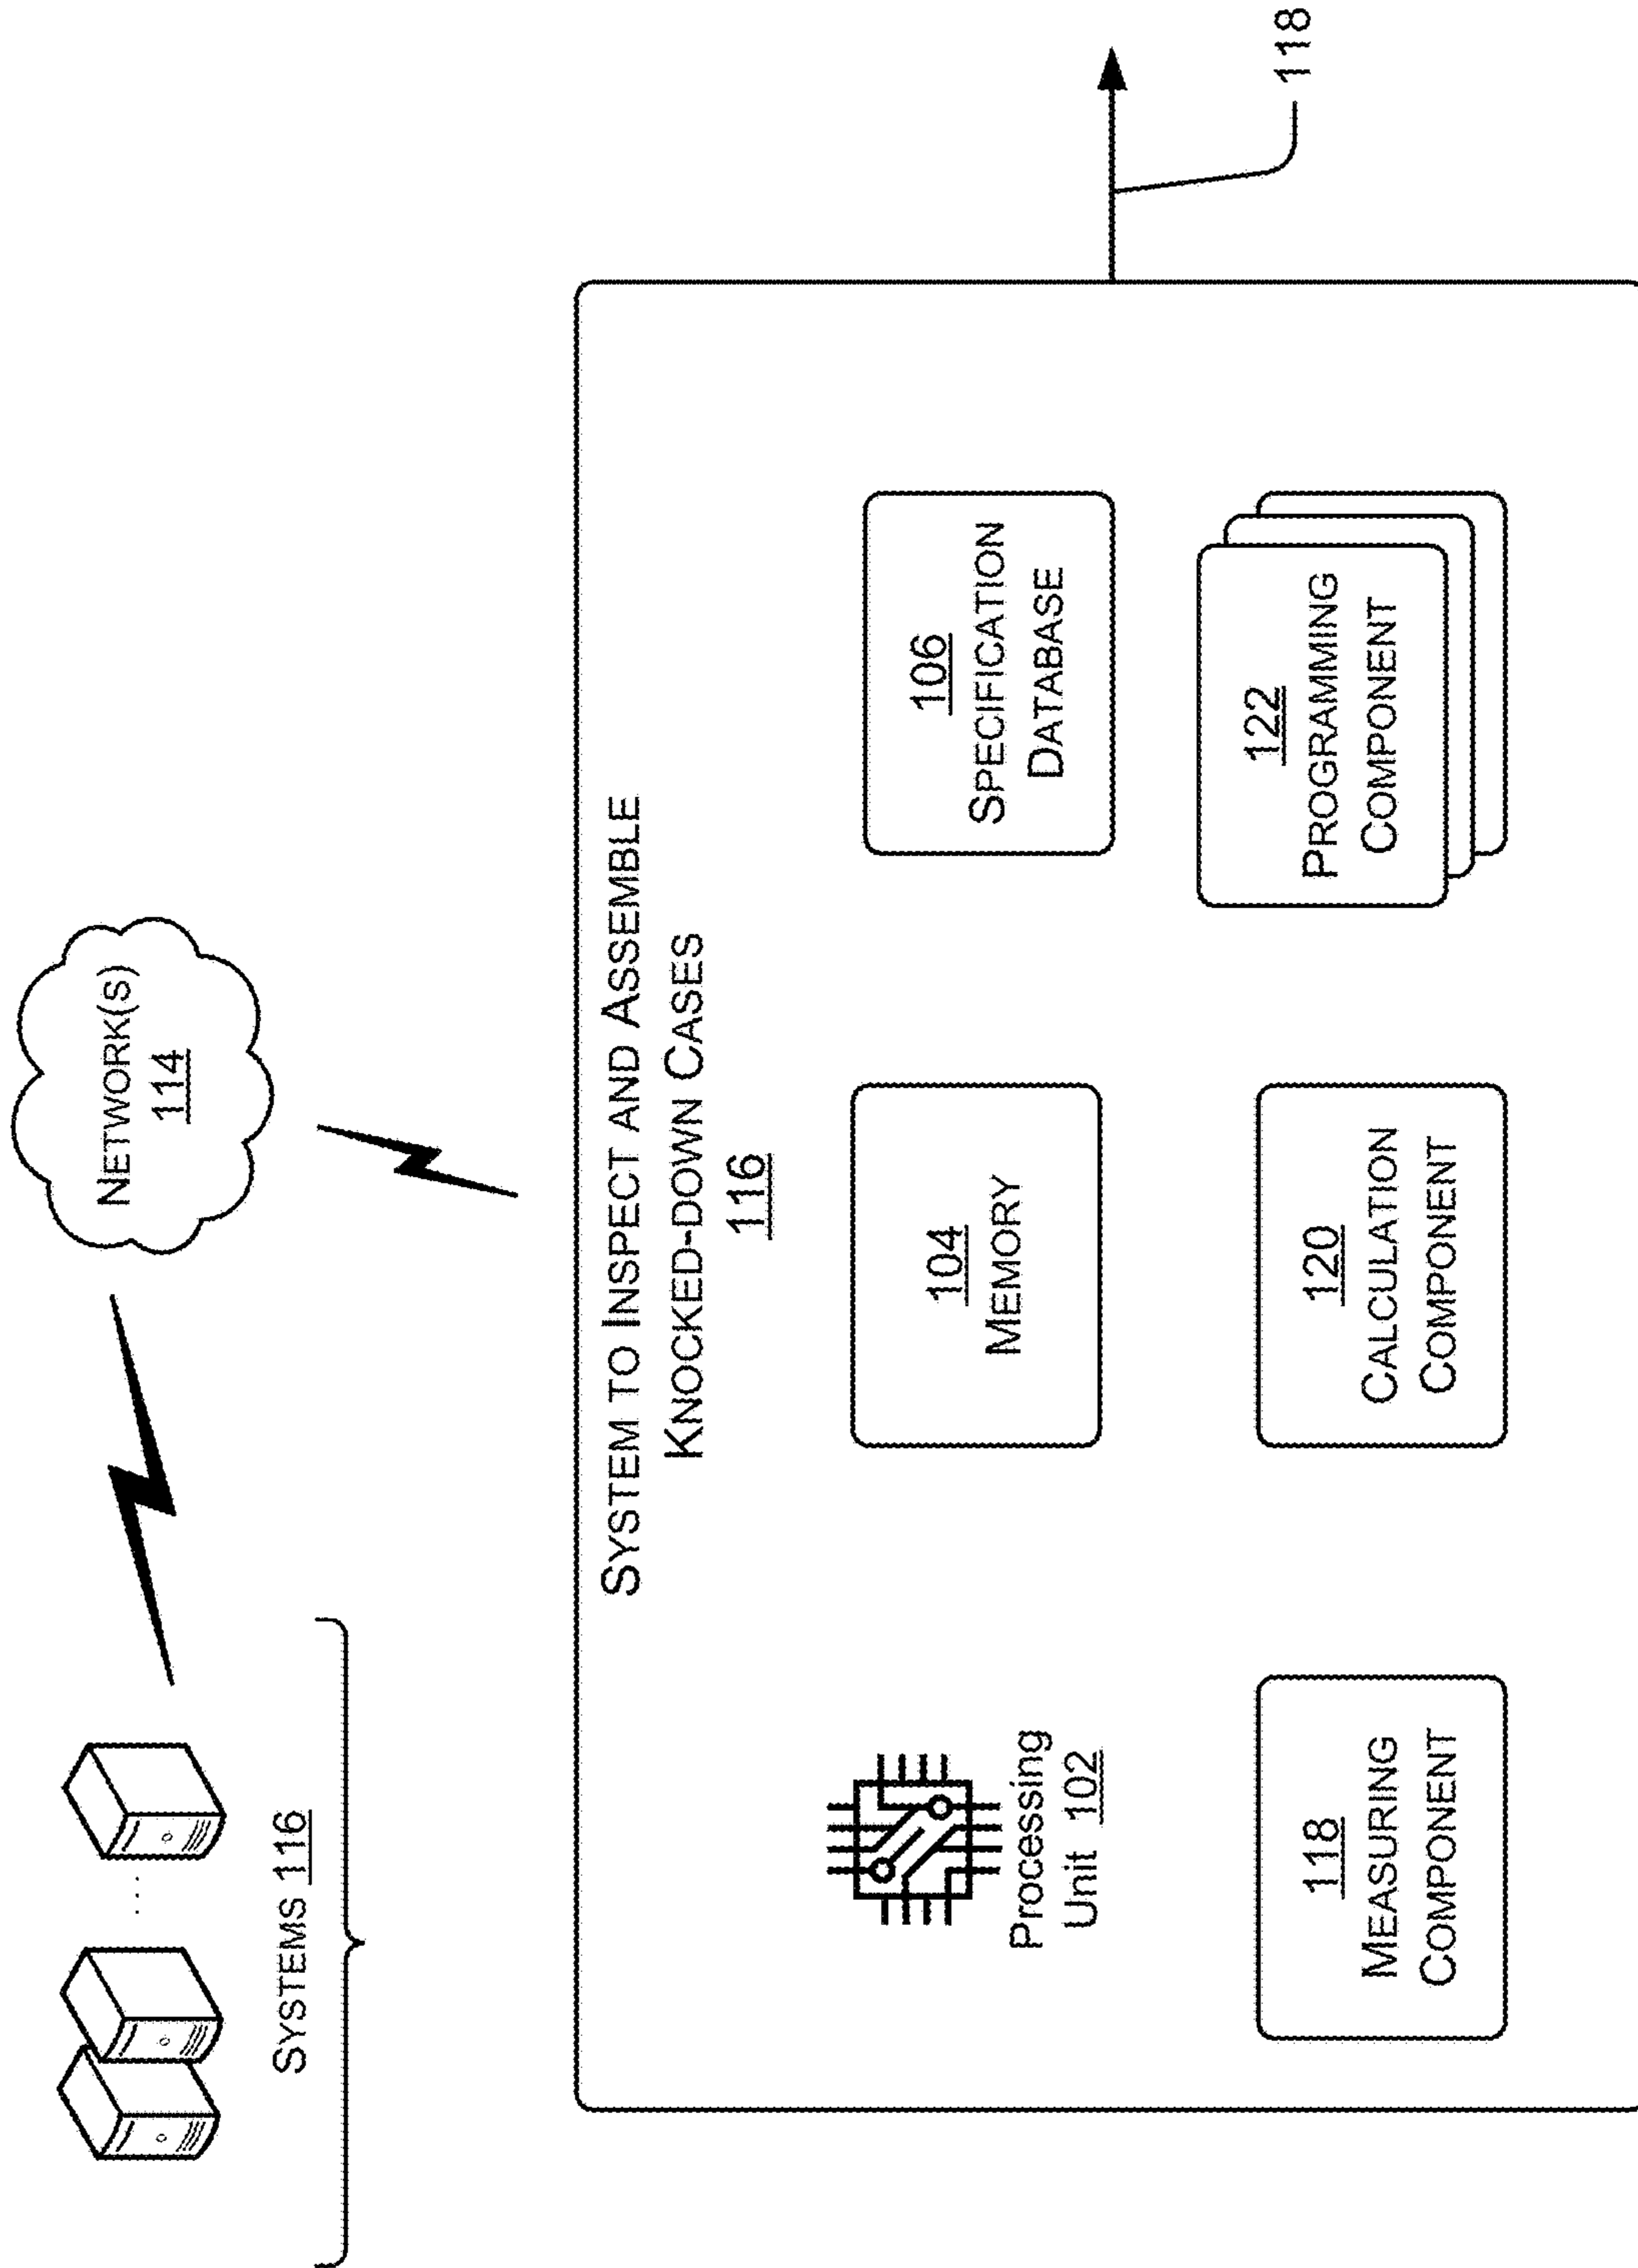 NETWORK(S)
114
SYSTEMS 116
SYSTEM TO INSPECT AND ASSEMBLE
KNOCKED-DOWN CASES
116
Processing
Unit 102
104
MEMORY
106
SPECIFICATION
DATABASE
118
MEASURING
COMPONENT
120
CALCULATION
COMPONENT
122
PROGRAMMING
COMPONENT
118